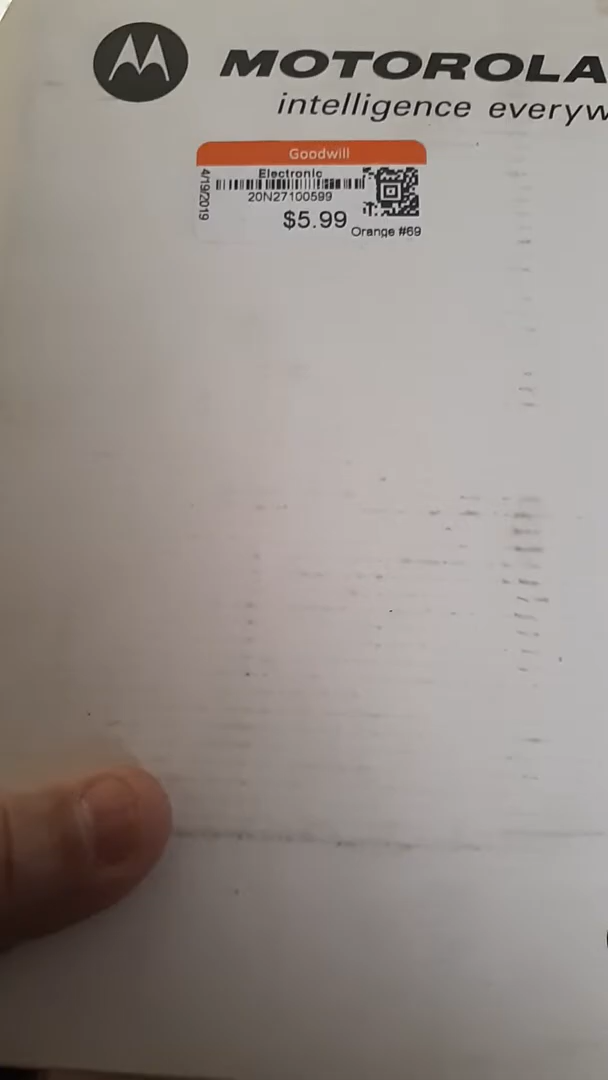 MOTOROLA
intelligence everyw
Goodwill
4/19/2019
Electronic
20N27100599
$5.99
Orange #69